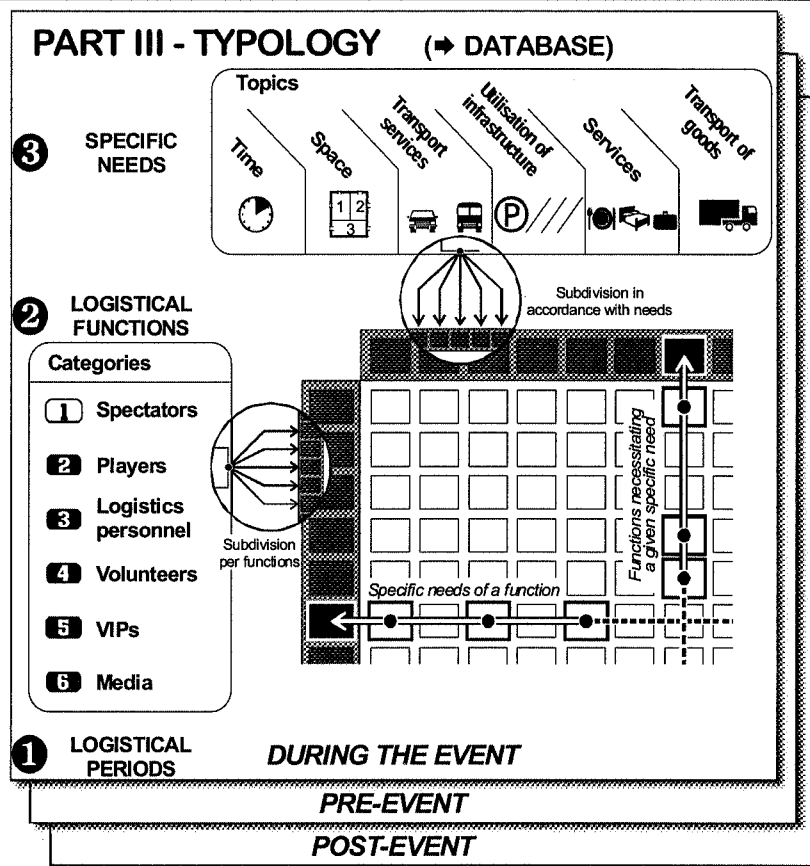 PART III - TYPOLOGY (➡ DATABASE)
Topics
3 SPECIFIC
NEEDS
Time
Space
Transport
services
Utilisation of
infrastructure
Services
Transport of
goods
1 2
3
P
Subdivision in
accordance with needs
2 LOGISTICAL
FUNCTIONS
Categories
1 Spectators
2 Players
3 Logistics
personnel
4 Volunteers
5 VIPs
6 Media
Subdivision
per functions
Functions necessitating
a given specific need
Specific needs of a function
1 LOGISTICAL
PERIODS
DURING THE EVENT
PRE-EVENT
POST-EVENT